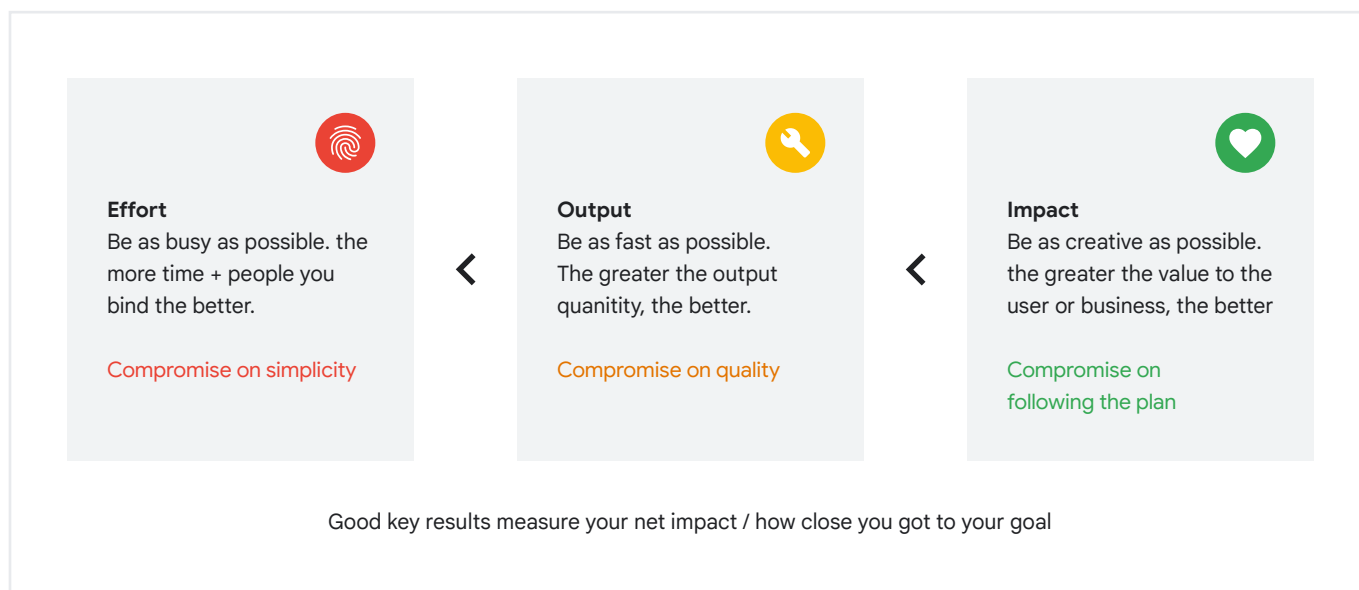 Effort
Be as busy as possible. the
more time + people you
bind the better.
Compromise on simplicity
<
Output
Be as fast as possible.
The greater the output
quanitity, the better.
Compromise on quality
<
Impact
Be as creative as possible.
the greater the value to the
user or business, the better
Compromise on
following the plan
Good key results measure your net impact / how close you got to your goal